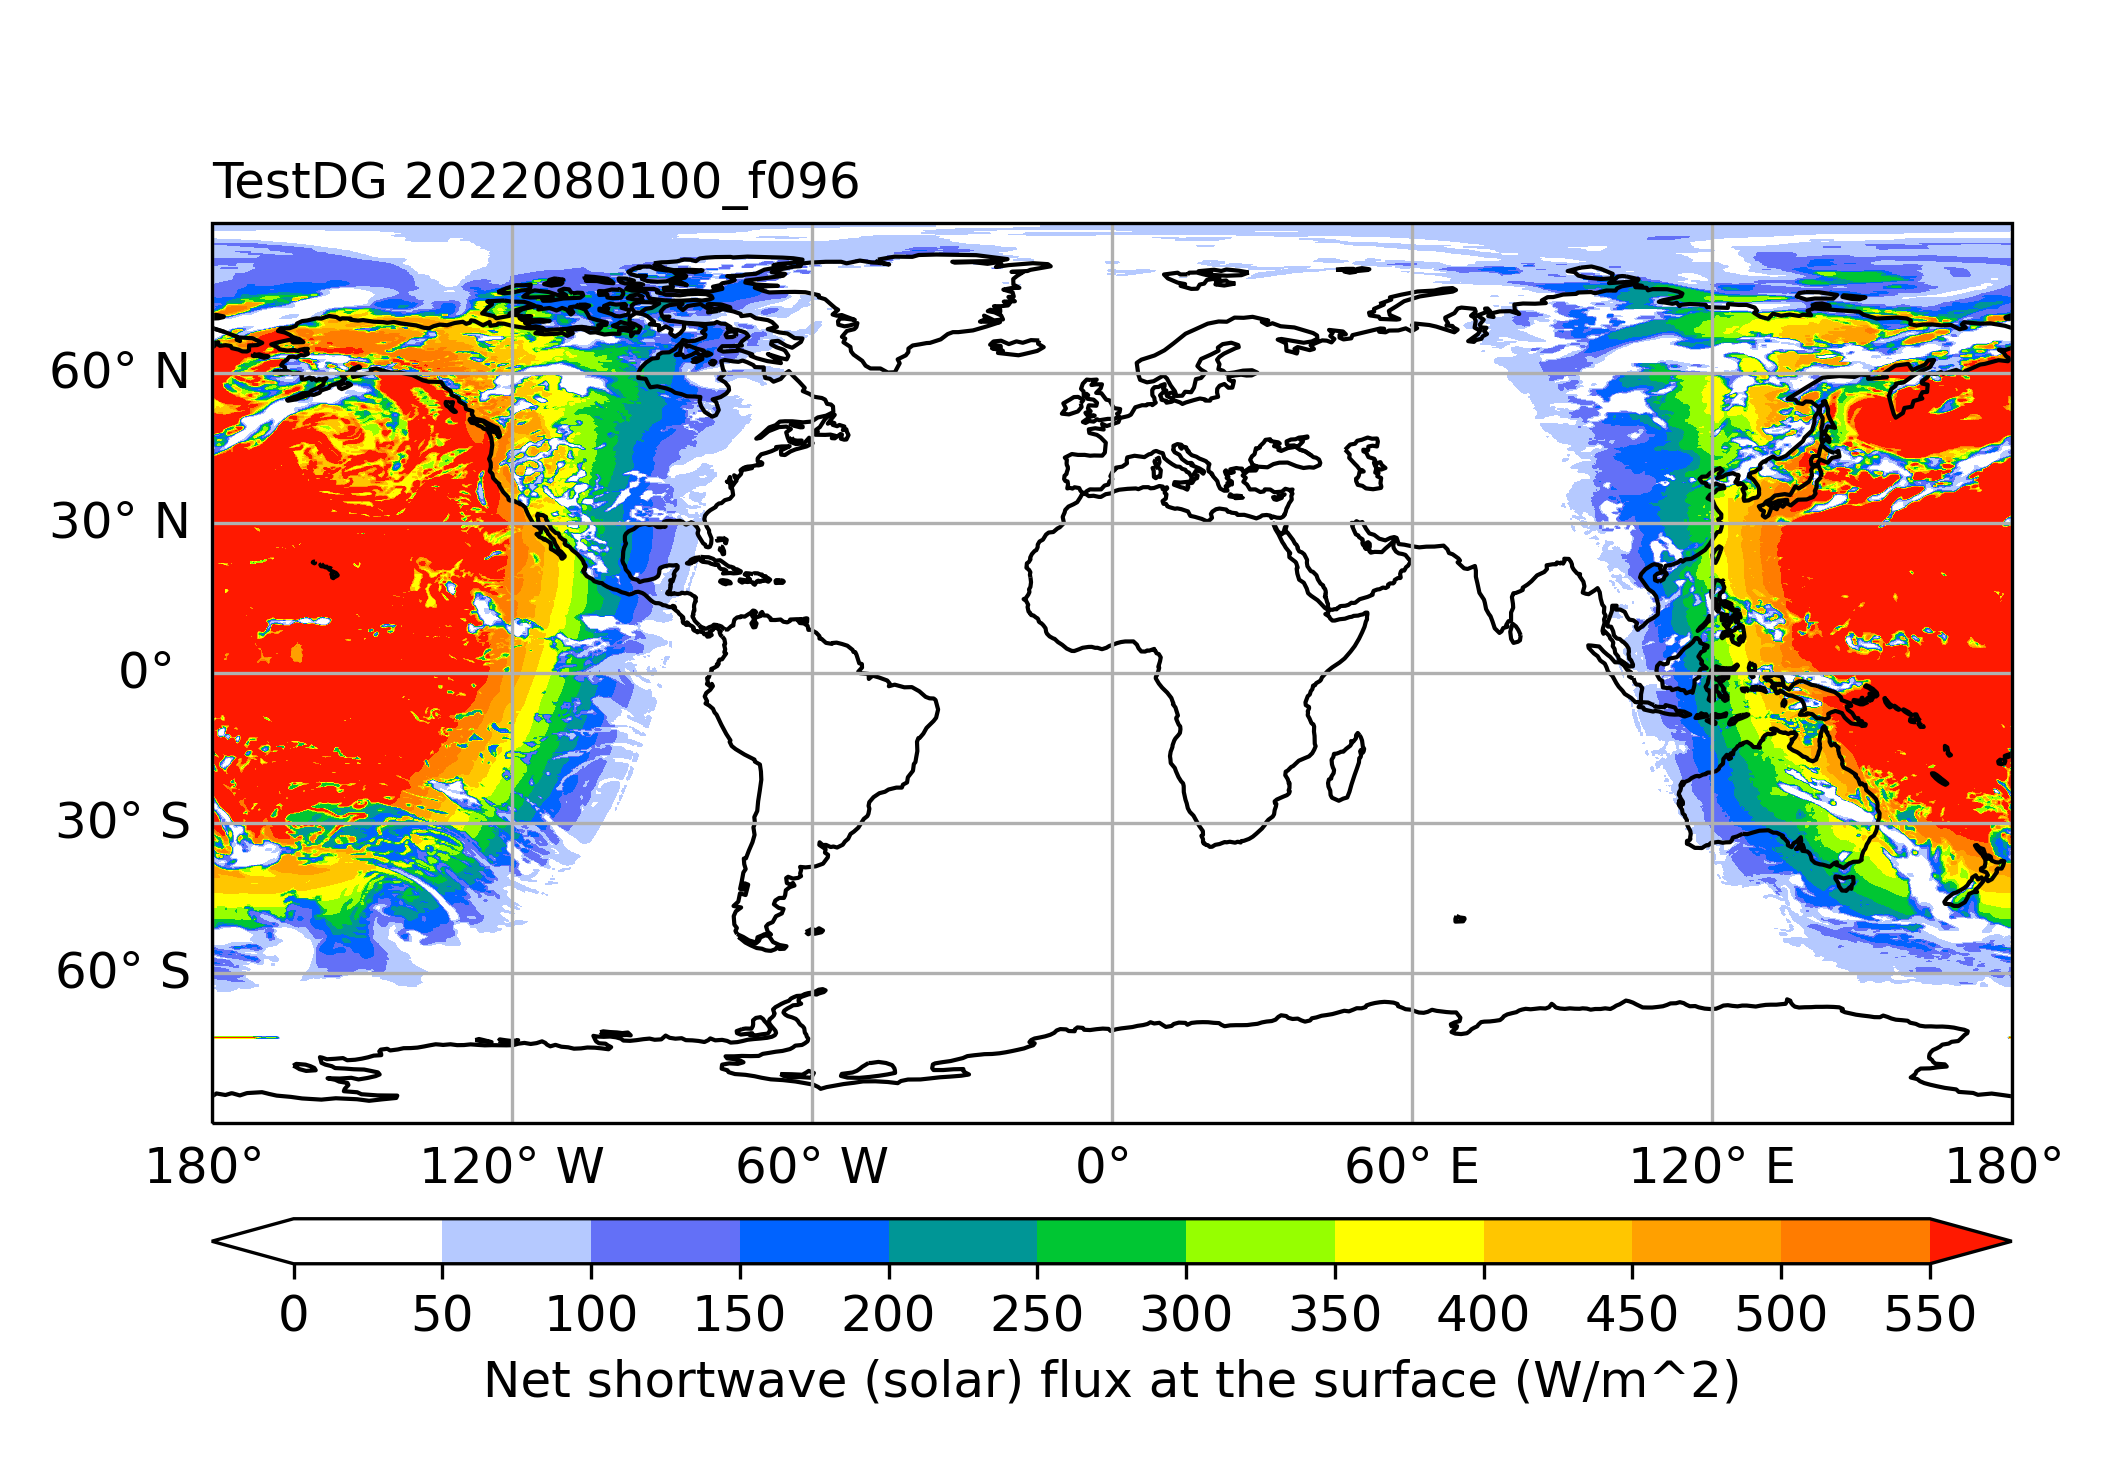 TestDG 2022080100_f096
60° N
30° N
0°
30° S
60° S
180° 120° W 60° W 0° 60° E 120° E 180°
0 50 100 150 200 250 300 350 400 450 500 550
Net shortwave (solar) flux at the surface (W/m^2)